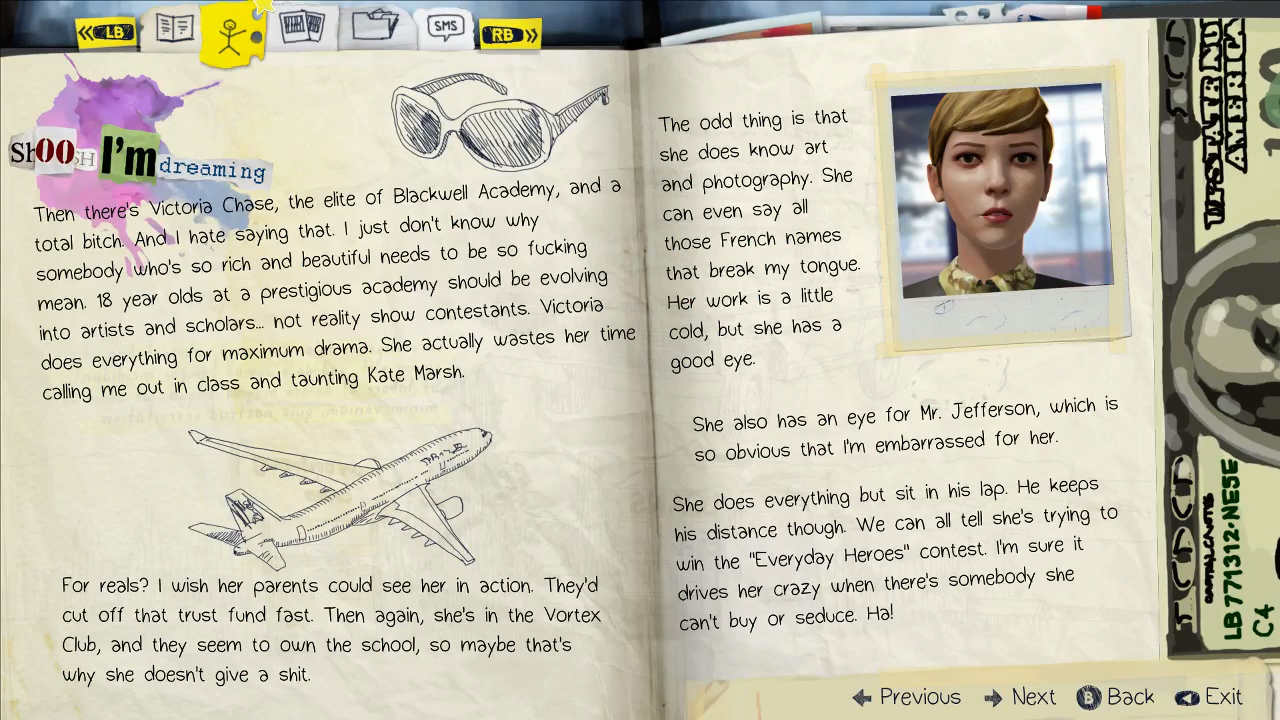 LB
SMS
RB
ShOOSH I'm dreaming
Then there's Victoria Chase, the elite of Blackwell Academy, and a
total bitch. And I hate saying that. I just don't know why
somebody who's so rich and beautiful needs to be so fucking
mean. 18 year olds at a prestigious academy should be evolving
into artists and scholars... not reality show contestants. Victoria
does everything for maximum drama. She actually wastes her time
calling me out in class and taunting Kate Marsh.
For reals? I wish her parents could see her in action. They'd
cut off that trust fund fast. Then again, she's in the Vortex
Club, and they seem to own the school, so maybe that's
why she doesn't give a shit.
The odd thing is that
she does know art
and photography. She
can even say all
those French names
that break my tongue.
Her work is a little
cold, but she has a
good eye.
She also has an eye for Mr. Jefferson, which is
so obvious that I'm embarrassed for her.
She does everything but sit in his lap. He keeps
his distance though. We can all tell she's trying to
win the "Everyday Heroes" contest. I'm sure it
drives her crazy when there's somebody she
can't buy or seduce. Ha!
AMERICA
LB771312-NESE
C4
Previous
Next
B Back
Exit